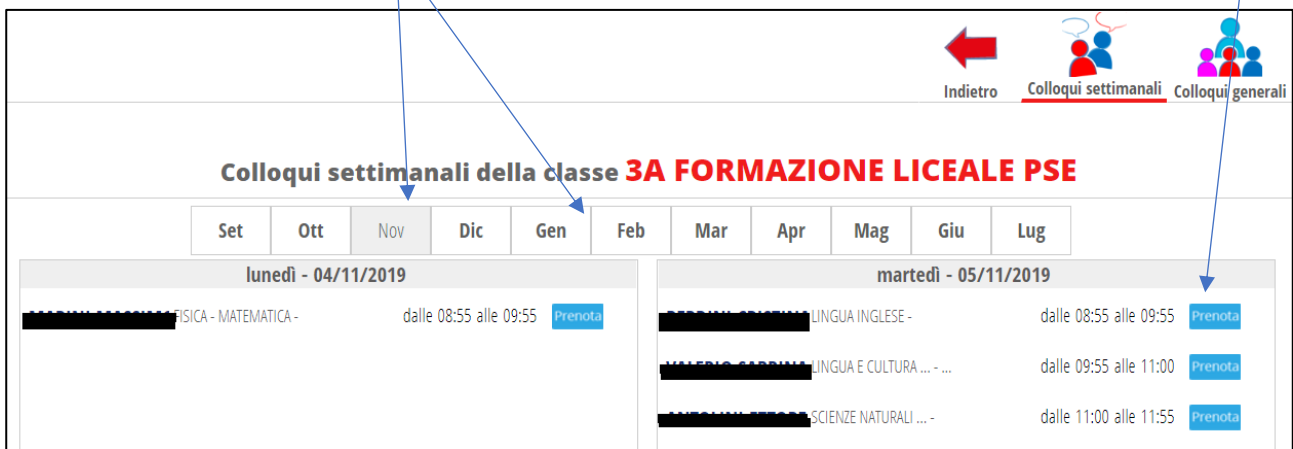 Indietro
Colloqui settimanali
Colloqui generali
Colloqui settimanali della classe 3A FORMAZIONE LICEALE PSE
Set Ott Nov Dic Gen Feb Mar Apr Mag Giu Lug
lunedì - 04/11/2019
FISICA - MATEMATICA - dalle 08:55 alle 09:55 Prenota
martedì - 05/11/2019
LINGUA INGLESE - dalle 08:55 alle 09:55 Prenota
LINGUA E CULTURA ... - ... dalle 09:55 alle 11:00 Prenota
SCIENZE NATURALI ... - dalle 11:00 alle 11:55 Prenota